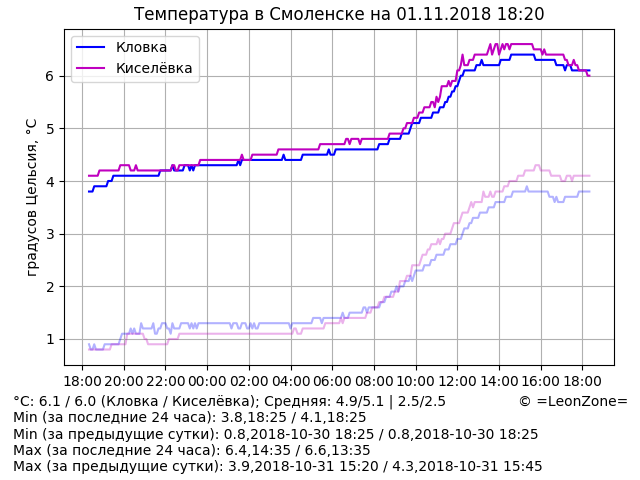 Температура в Смоленске на 01.11.2018 18:20
Кловка
Киселёвка
градусов Цельсия, °C
6
5
4
3
2
1
18:00 20:00 22:00 00:00 02:00 04:00 06:00 08:00 10:00 12:00 14:00 16:00 18:00
°C: 6.1 / 6.0 (Кловка / Киселёвка); Средняя: 4.9/5.1 | 2.5/2.5 © =LeonZone=
Min (за последние 24 часа): 3.8,18:25 / 4.1,18:25
Min (за предыдущие сутки): 0.8,2018-10-30 18:25 / 0.8,2018-10-30 18:25
Max (за последние 24 часа): 6.4,14:35 / 6.6,13:35
Max (за предыдущие сутки): 3.9,2018-10-31 15:20 / 4.3,2018-10-31 15:45